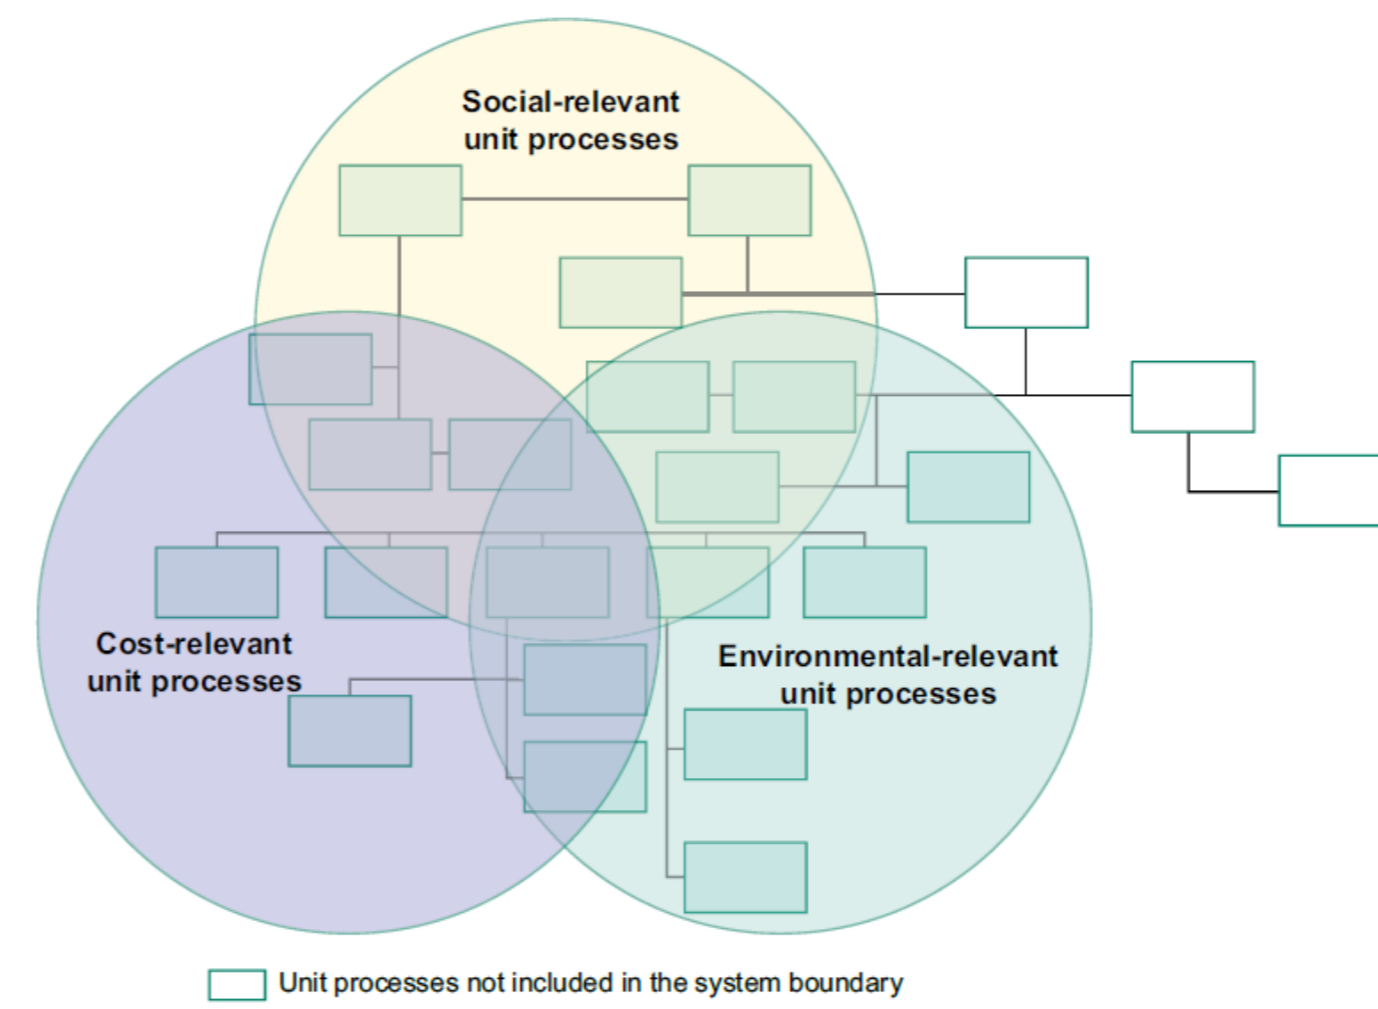 Social-relevant
unit processes
Cost-relevant
unit processes
Environmental-relevant
unit processes
Unit processes not included in the system boundary